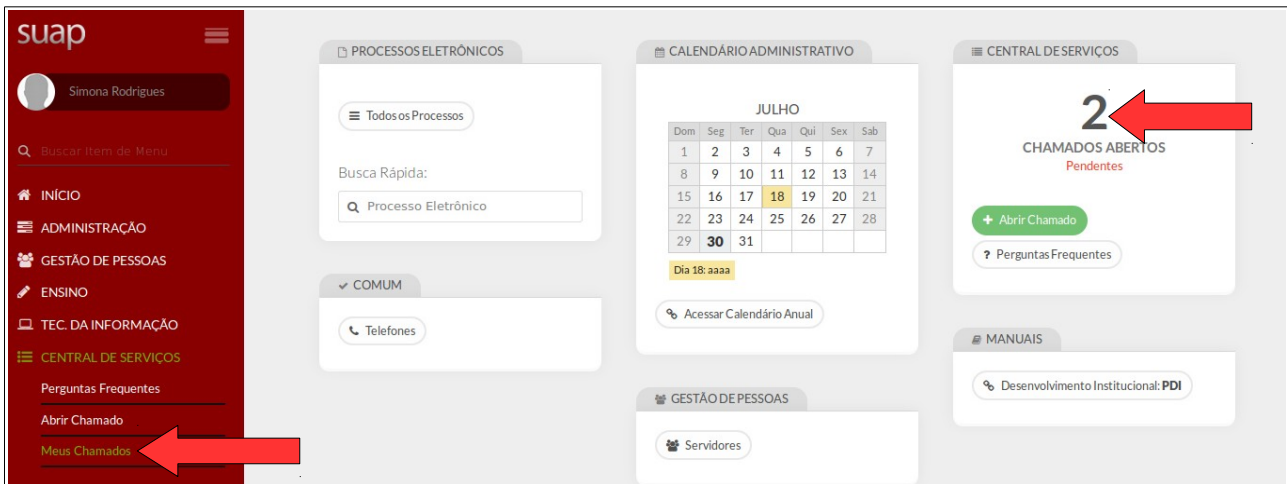 suap
Simona Rodrigues
Buscar Item de Menu
INÍCIO
ADMINISTRAÇÃO
GESTÃO DE PESSOAS
ENSINO
TEC. DA INFORMAÇÃO
CENTRAL DE SERVIÇOS
Perguntas Frequentes
Abrir Chamado
Meus Chamados
PROCESSOS ELETRÔNICOS
Todos os Processos
Busca Rápida:
Processo Eletrônico
COMUM
Telefones
CALENDÁRIO ADMINISTRATIVO
JULHO
Dom Seg Ter Qua Qui Sex Sab
1 2 3 4 5 6 7
8 9 10 11 12 13 14
15 16 17 18 19 20 21
22 23 24 25 26 27 28
29 30 31
Dia 18: aaaa
Acessar Calendário Anual
GESTÃO DE PESSOAS
Servidores
CENTRAL DE SERVIÇOS
2
CHAMADOS ABERTOS
Pendentes
+ Abrir Chamado
? Perguntas Frequentes
MANUAIS
Desenvolvimento Institucional: PDI